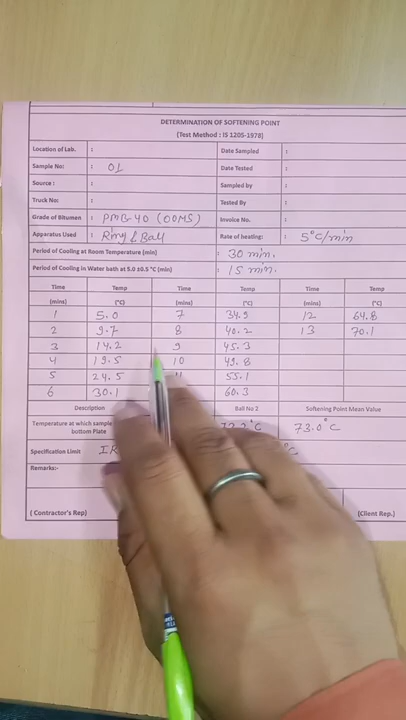 DETERMINATION OF SOFTENING POINT
(Test Method : IS 1205-1978)
Location of Lab. : Date Sampled :
Sample No: : 01 Date Tested :
Source : : Sampled by :
Truck No: : Tested By :
Grade of Bitumen : PMB-40 (OOMS) Invoice No. :
Apparatus Used : Ring & Ball Rate of heating: : 5°C/min
Period of Cooling at Room Temperature (min) : 30 min.
Period of Cooling in Water bath at 5.0 ±0.5 °C (min) : 15 min.
Time Temp Time Temp Time Temp
(mins) (°C) (mins) (°C) (mins) (°C)
1 5.0 7 34.9 12 64.8
2 9.7 8 40.2 13 70.1
3 14.2 9 45.3
4 19.5 10 49.8
5 24.5 11 55.1
6 30.1 60.3
Description Ball No 2 Softening Point Mean Value
Temperature at which sample °C 73.0°C
bottom Plate
Specification Limit °C
Remarks:-
( Contractor's Rep) (Client Rep.)